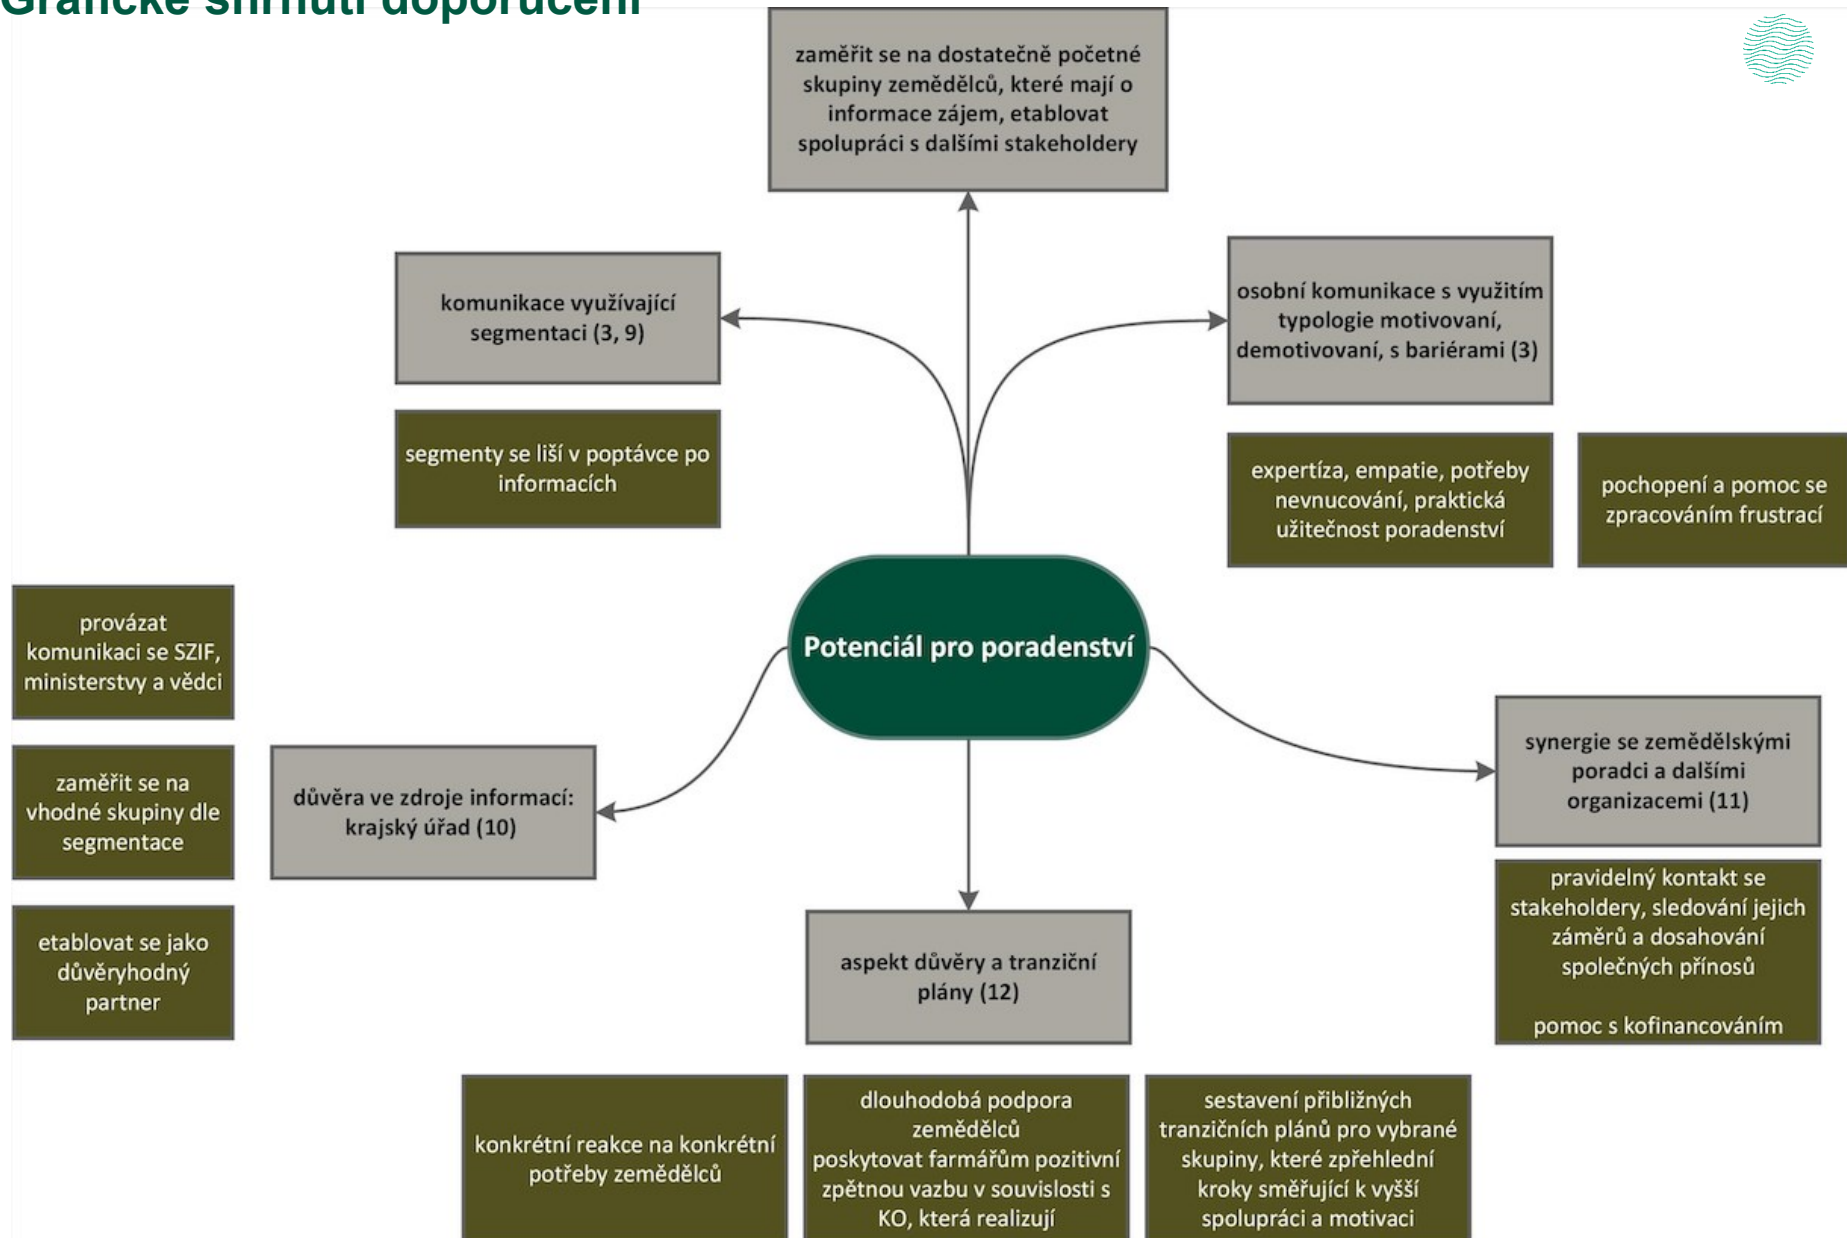 Grafické shrnutí doporučení
zaměřit se na dostatečně početné
skupiny zemědělců, které mají o
informace zájem, etablovat
spolupráci s dalšími stakeholdery
komunikace využívající
segmentaci (3, 9)
segmenty se liší v poptávce po
informacích
osobní komunikace s využitím
typologie motivovaní,
demotivovaní, s bariérami (3)
expertíza, empatie, potřeby
nevnucování, praktická
užitečnost poradenství
pochopení a pomoc se
zpracováním frustrací
Potenciál pro poradenství
provázat
komunikaci se SZIF,
ministerstvy a vědci
zaměřit se na
vhodné skupiny dle
segmentace
etablovat se jako
důvěryhodný
partner
důvěra ve zdroje informací:
krajský úřad (10)
synergie se zemědělskými
poradci a dalšími
organizacemi (11)
pravidelný kontakt se
stakeholdery, sledování jejich
záměrů a dosahování
společných přínosů
pomoc s kofinancováním
aspekt důvěry a tranziční
plány (12)
konkrétní reakce na konkrétní
potřeby zemědělců
dlouhodobá podpora
zemědělců
poskytovat farmářům pozitivní
zpětnou vazbu v souvislosti s
KO, která realizují
sestavení přibližných
tranzičních plánů pro vybrané
skupiny, které zpřehlední
kroky směřující k vyšší
spolupráci a motivaci